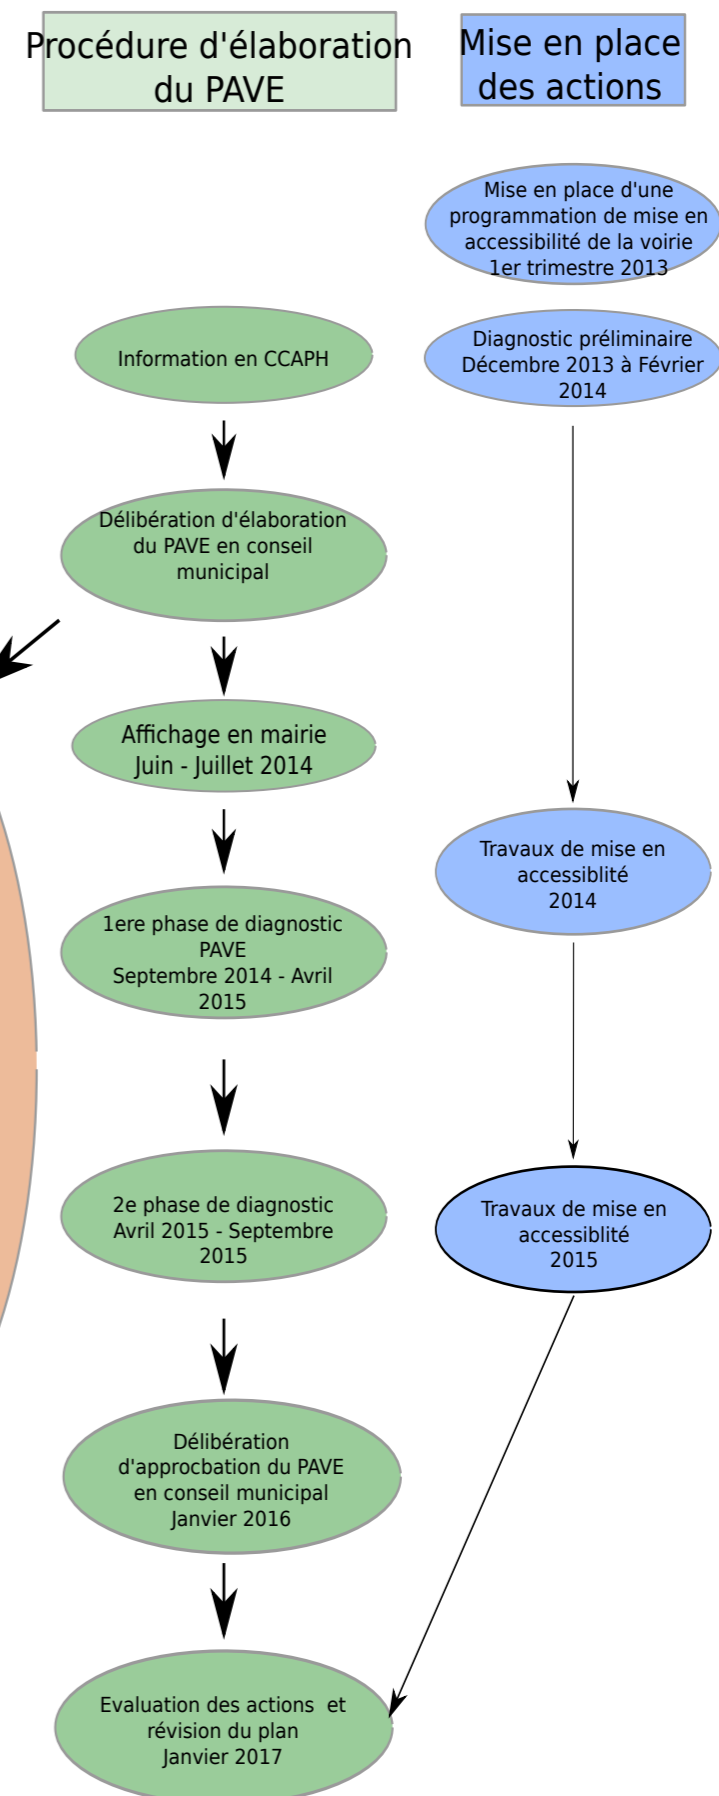 Procédure d'élaboration
du PAVE
Mise en place
des actions
Mise en place d'une
programmation de mise en
accessibilité de la voirie
1er trimestre 2013
Information en CCAPH
Diagnostic préliminaire
Décembre 2013 à Février
2014
Délibération d'élaboration
du PAVE en conseil
municipal
Affichage en mairie
Juin - Juillet 2014
Travaux de mise en
accessiblité
2014
1ere phase de diagnostic
PAVE
Septembre 2014 - Avril
2015
2e phase de diagnostic
Avril 2015 - Septembre
2015
Travaux de mise en
accessiblité
2015
Délibération
d'approcbation du PAVE
en conseil municipal
Janvier 2016
Evaluation des actions  et
révision du plan
Janvier 2017